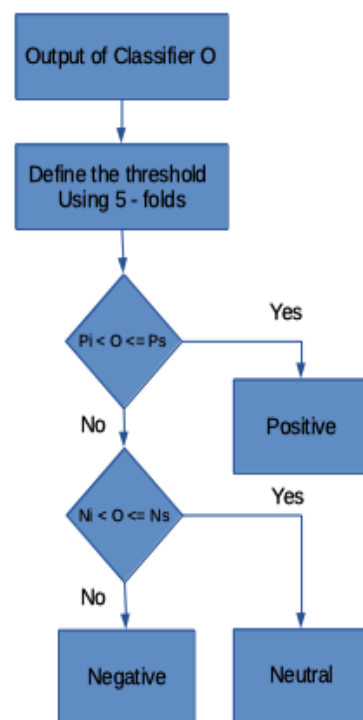 Output of Classifier O
Define the threshold
Using 5 - folds
Pi < O <= Ps
Yes
Positive
No
Ni < O <= Ns
Yes
No
Negative
Neutral